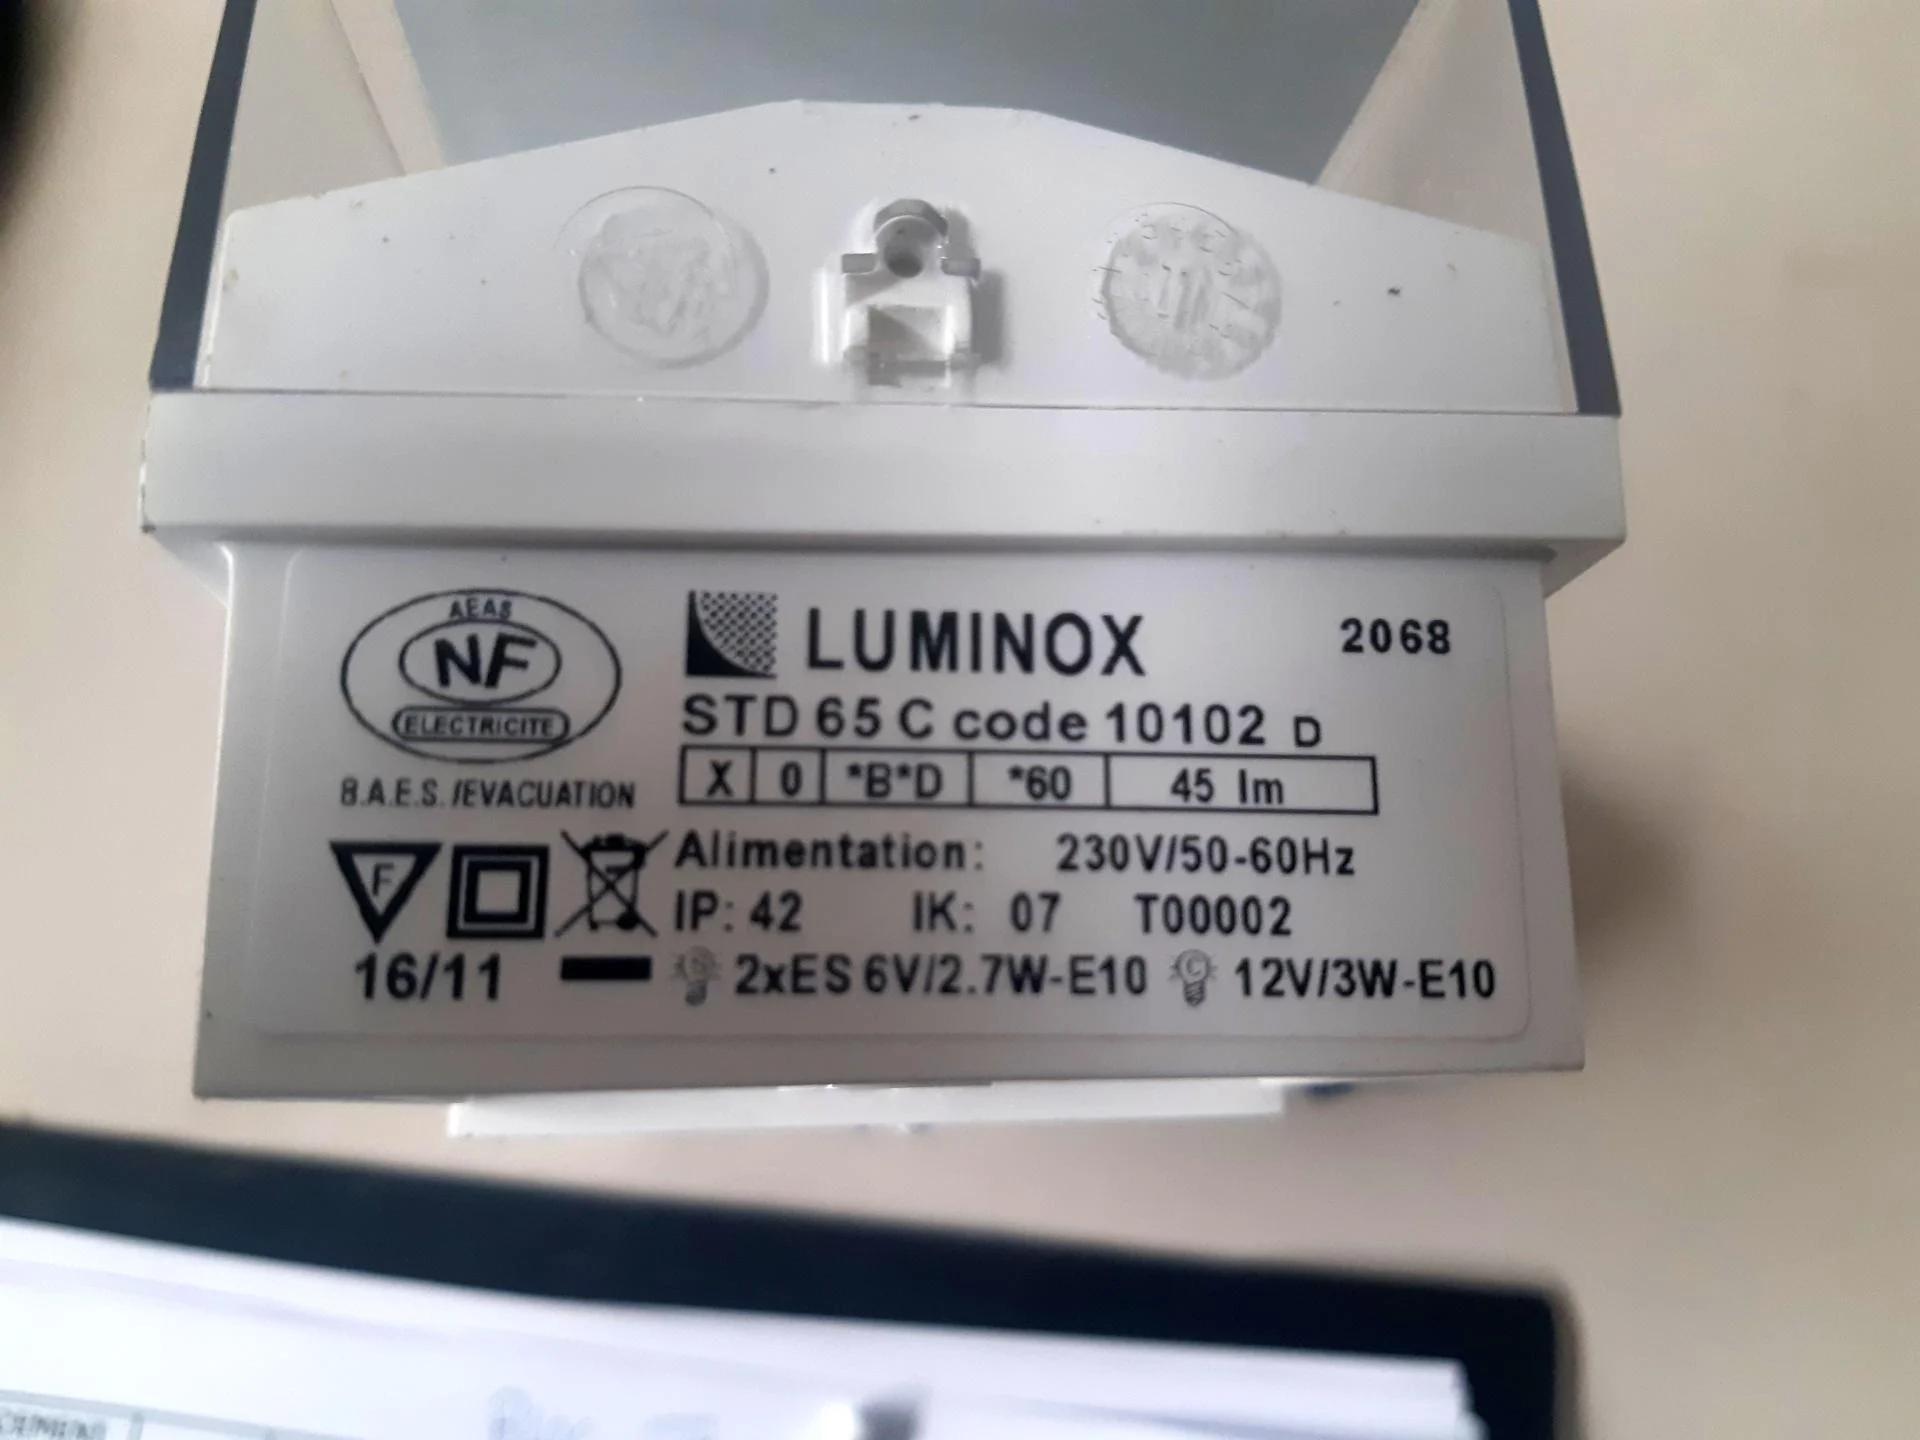 AEAS
NF
ELECTRICITE
B.A.E.S. /EVACUATION
LUMINOX
2068
STD 65 C code 10102 D
X 0 *B*D *60 45 lm
F
Alimentation: 230V/50-60Hz
IP: 42 IK: 07 T00002
16/11
2xES 6V/2.7W-E10 C 12V/3W-E10